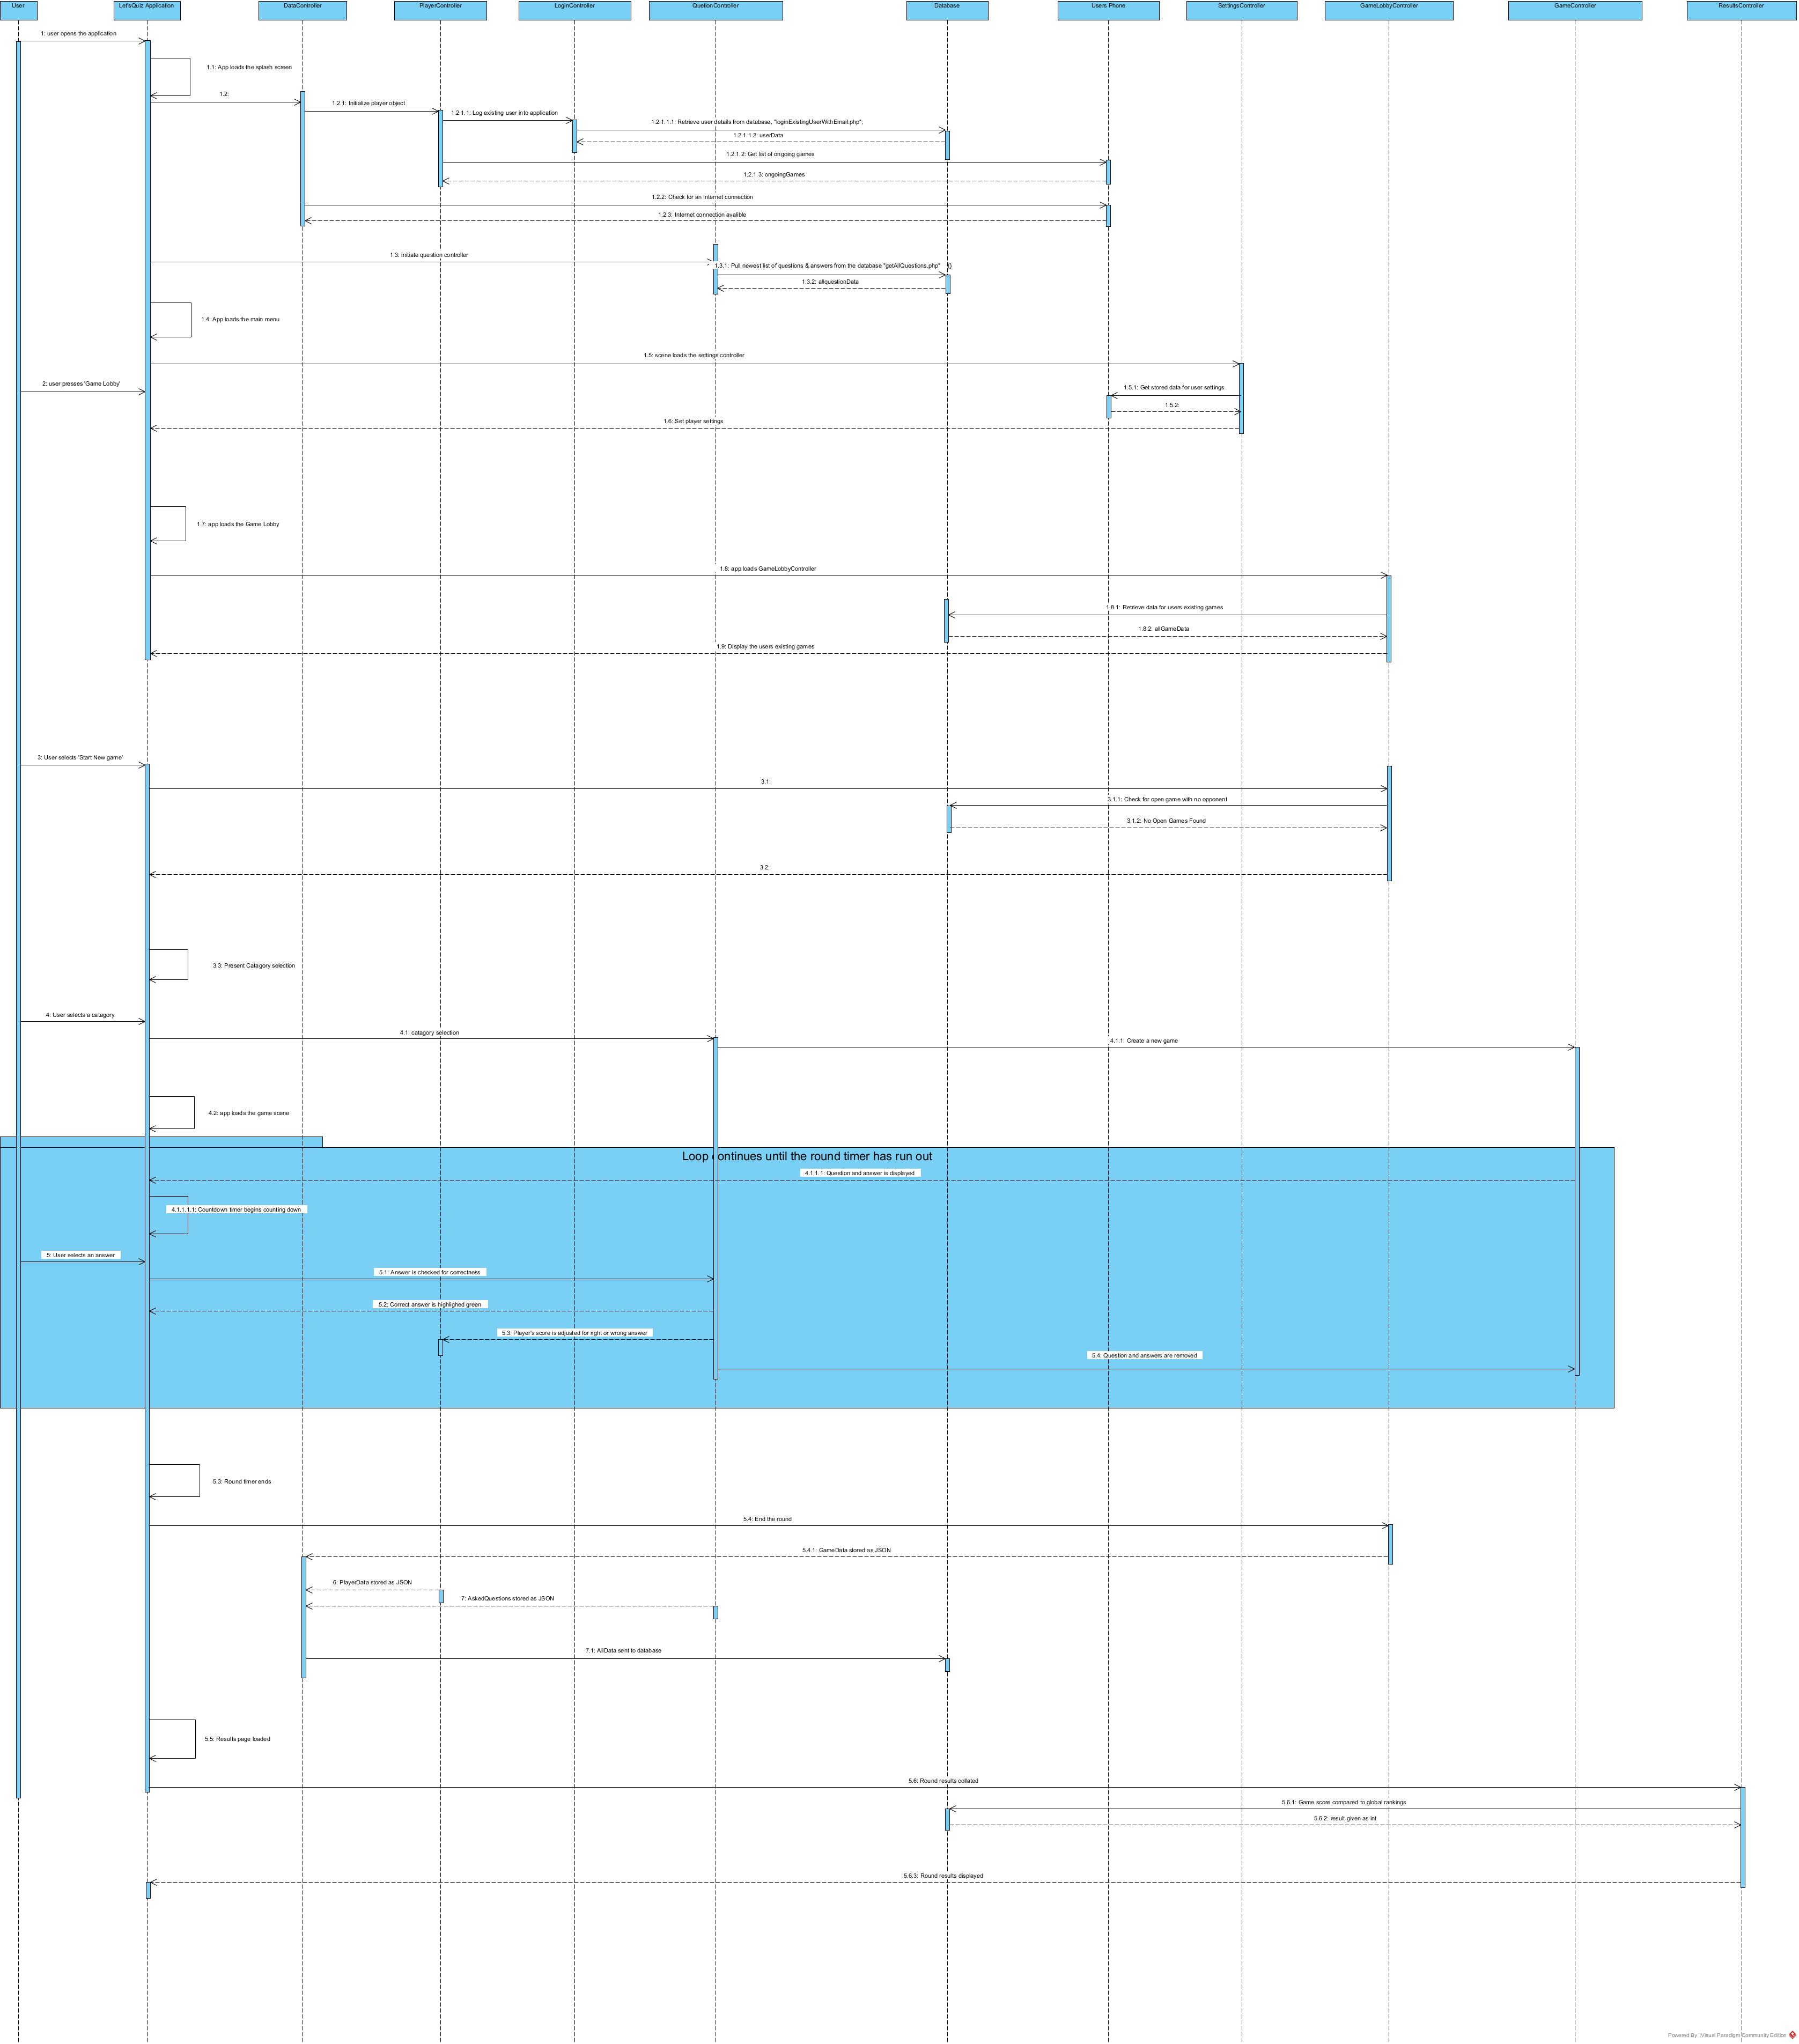 User
Let'sQuiz Application
DataController
PlayerController
LoginController
QuetionController
Database
Users Phone
SettingsController
GameLobbyController
GameController
ResultsController
1: user opens the application
1.1: App loads the splash screen
1.2:
1.2.1: Initialize player object
1.2.1.1: Log existing user into application
1.2.1.1.1: Retrieve user details from database, "loginExistingUserWithEmail.php";
1.2.1.1.2: userData
1.2.1.2: Get list of ongoing games
1.2.1.3: ongoingGames
1.2.2: Check for an Internet connection
1.2.3: Internet connection avalible
1.3: initiate question controller
1.3.1: Pull newest list of questions & answers from the database "getAllQuestions.php" ()
1.3.2: allquestionData
1.4: App loads the main menu
1.5: scene loads the settings controller
2: user presses 'Game Lobby'
1.5.1: Get stored data for user settings
1.5.2:
1.6: Set player settings
1.7: app loads the Game Lobby
1.8: app loads GameLobbyController
1.8.1: Retrieve data for users existing games
1.8.2: allGameData
1.9: Display the users existing games
3: User selects 'Start New game'
3.1:
3.1.1: Check for open game with no opponent
3.1.2: No Open Games Found
3.2:
3.3: Present Catagory selection
4: User selects a catagory
4.1: catagory selection
4.1.1: Create a new game
4.2: app loads the game scene
Loop continues until the round timer has run out
4.1.1.1: Question and answer is displayed
4.1.1.1.1: Countdown timer begins counting down
5: User selects an answer
5.1: Answer is checked for correctness
5.2: Correct answer is highlighed green
5.3: Player's score is adjusted for right or wrong answer
5.4: Question and answers are removed
5.3: Round timer ends
5.4: End the round
5.4.1: GameData stored as JSON
6: PlayerData stored as JSON
7: AskedQuestions stored as JSON
7.1: AllData sent to database
5.5: Results page loaded
5.6: Round results collated
5.6.1: Game score compared to global rankings
5.6.2: result given as int
5.6.3: Round results displayed
Powered By: Visual Paradigm Community Edition